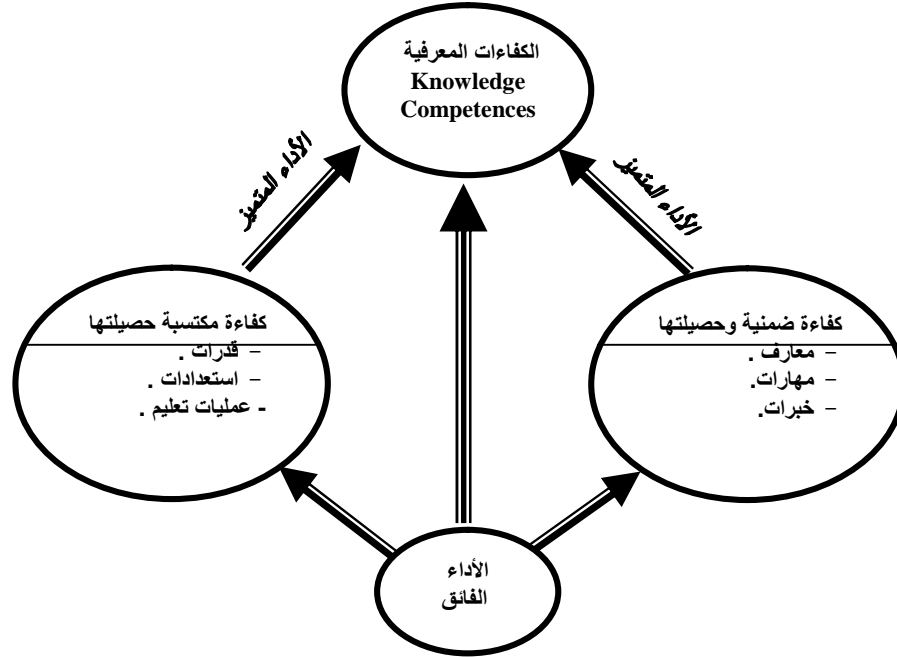 الكفاءات المعرفية
Knowledge
Competences
الأداء المتميز
الأداء المتميز
كفاءة ضمنية وحصيلتها
- معارف .
- مهارات.
- خبرات.
كفاءة مكتسبة حصيلتها
- قدرات .
- استعدادات .
- عمليات تعليم .
الأداء
الفائق